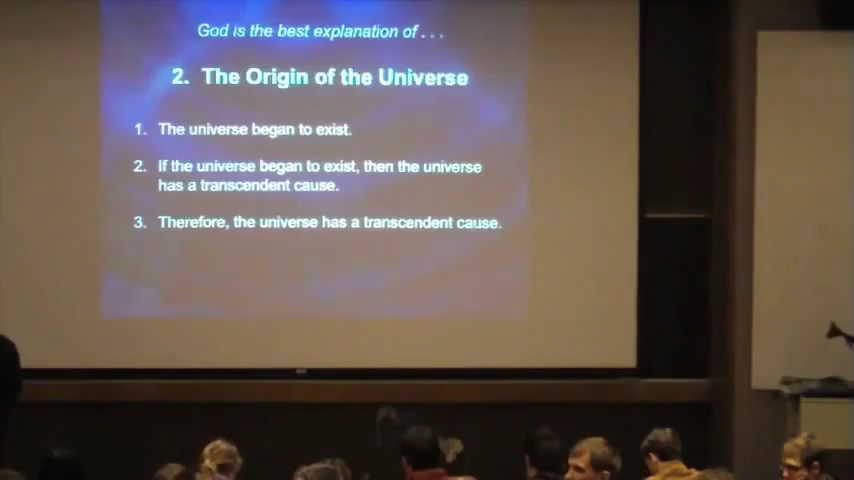 God is the best explanation of . . .
2. The Origin of the Universe
1. The universe began to exist.
2. If the universe began to exist, then the universe
has a transcendent cause.
3. Therefore, the universe has a transcendent cause.